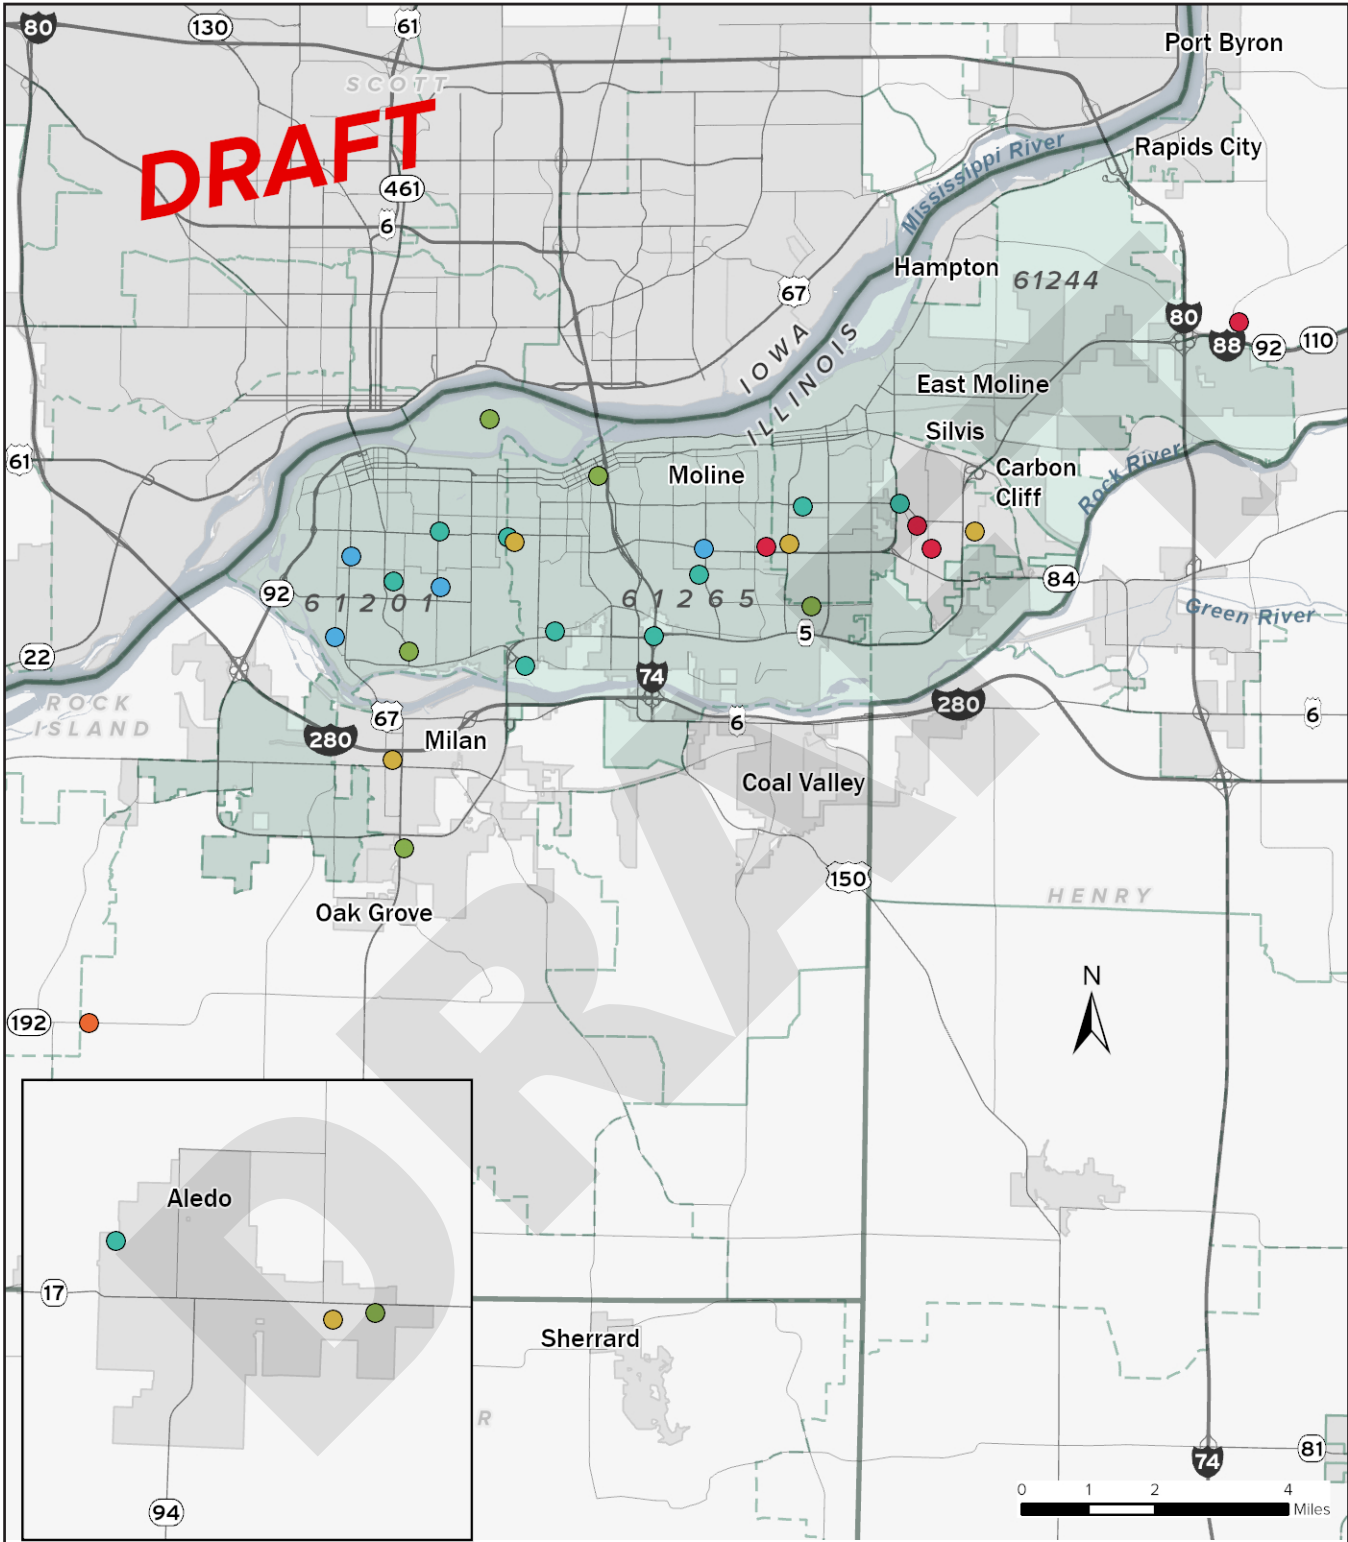 80
130
61
Port Byron
SCOTT
DRAFT
Mississippi River
Rapids City
461
6
Hampton
61244
67
IOWA
ILLINOIS
80
88
92
110
East Moline
Silvis
61
Moline
Carbon
Cliff
Rock River
92
61201
61265
84
Green River
5
22
74
ROCK
ISLAND
67
280
6
6
280
Milan
Coal Valley
150
HENRY
Oak Grove
N
192
DRAFT
Aledo
17
Sherrard
R
94
74
81
0 1 2 4
Miles